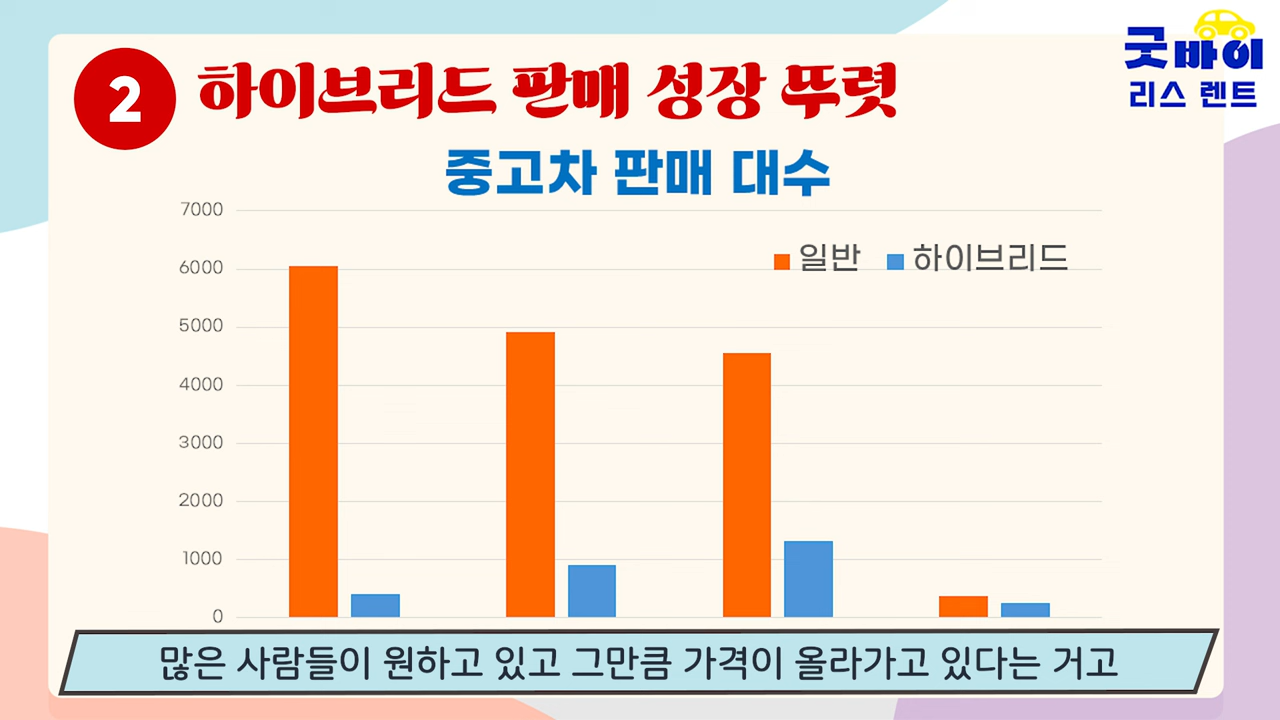 2
하이브리드 판매 성장 뚜렷
굿바이
리스 렌트
중고차 판매 대수
일반
하이브리드
7000
6000
5000
4000
3000
2000
1000
0
많은 사람들이 원하고 있고 그만큼 가격이 올라가고 있다는 거고